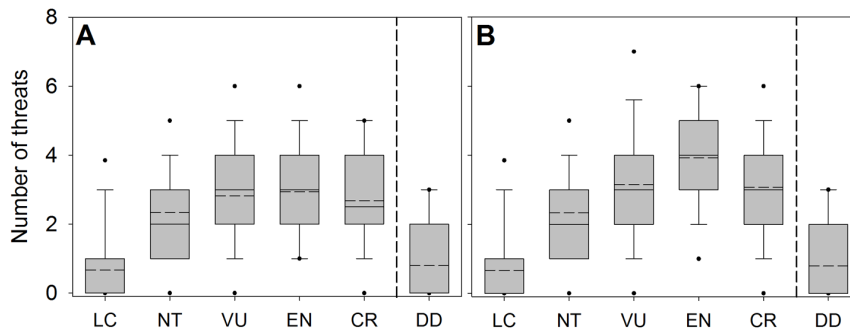 A
B
Number of threats
8
6
4
2
0
LC NT VU EN CR DD
LC NT VU EN CR DD